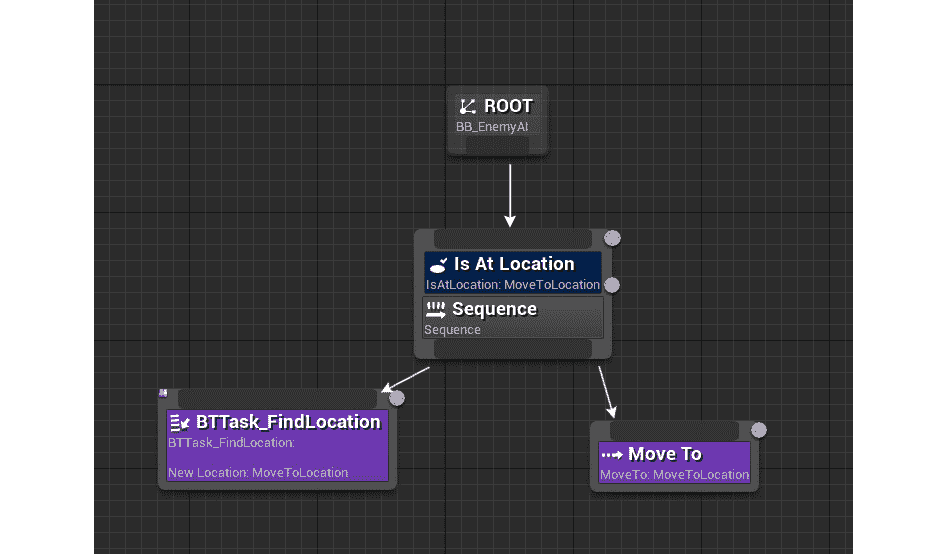 ROOT
BB_EnemyAI
Is At Location
IsAtLocation: MoveToLocation
Sequence
Sequence
BTTask_FindLocation
BTTask_FindLocation:
New Location: MoveToLocation
Move To
MoveTo: MoveToLocation